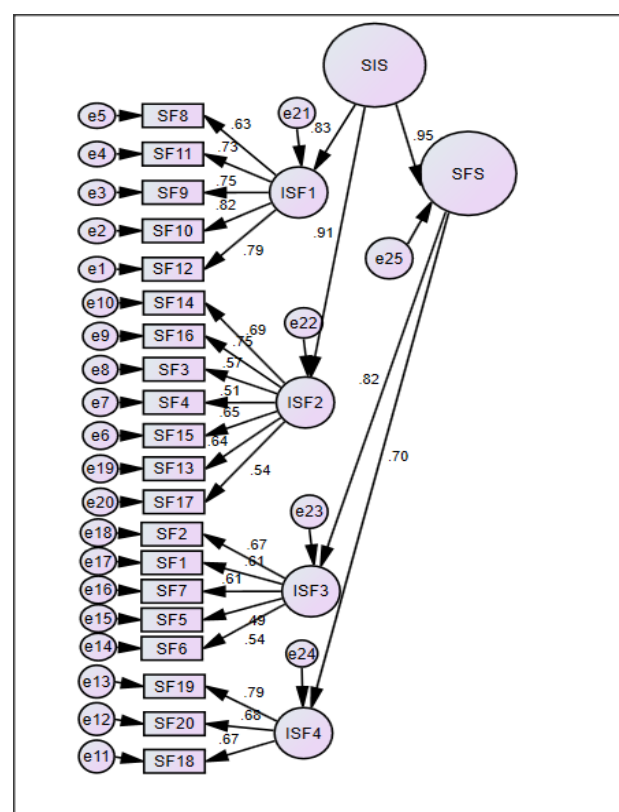 SIS
e5 SF8 .63 e21 .83 .95
e4 SF11 .73
SFS
e3 SF9 .75 ISF1
e2 SF10 .82
e1 SF12 .79 .91 e25
e10 SF14 .69 e22
e9 SF16 .75
e8 SF3 .57 .82
e7 SF4 .51 ISF2
e6 SF15 .65
e19 SF13 .64 .70
e20 SF17 .54
e18 SF2 .67 e23
e17 SF1 .61
e16 SF7 .61 ISF3
e15 SF5 .49
e14 SF6 .54 e24
e13 SF19 .79
e12 SF20 .68 ISF4
e11 SF18 .67